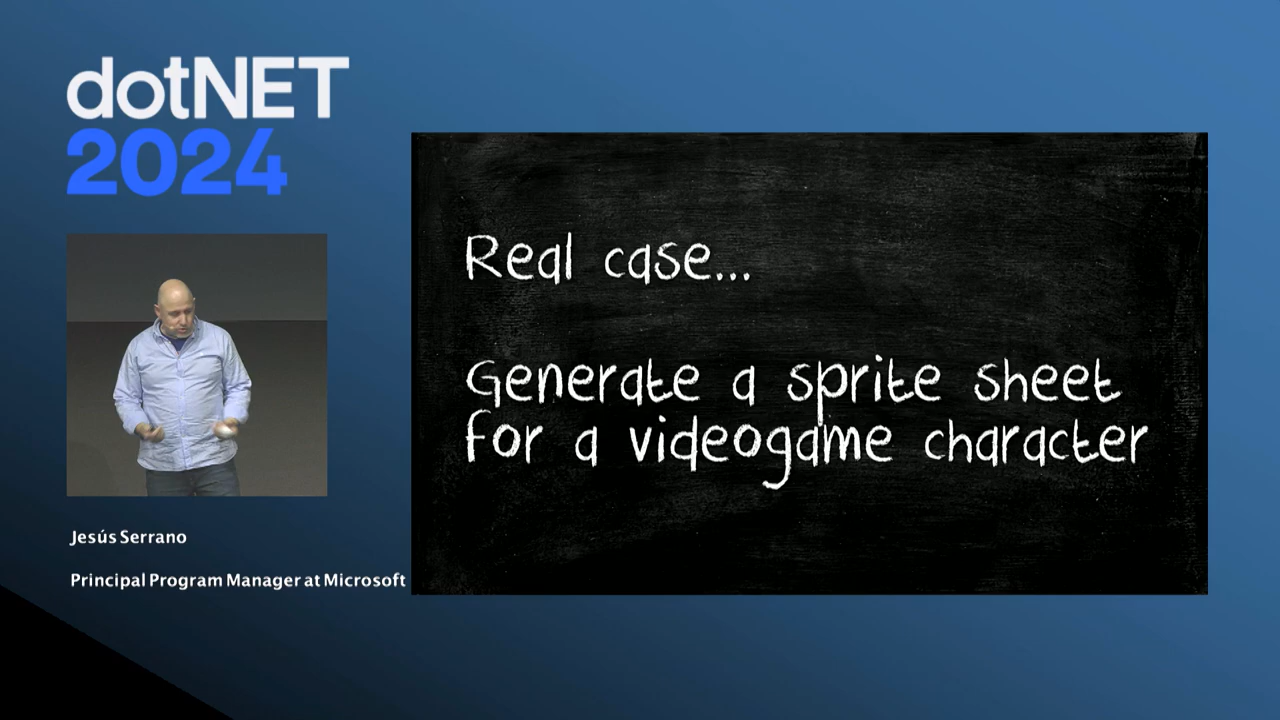 dotNET
2024
Real case...
Generate a sprite sheet
for a videogame character
Jesús Serrano
Principal Program Manager at Microsoft